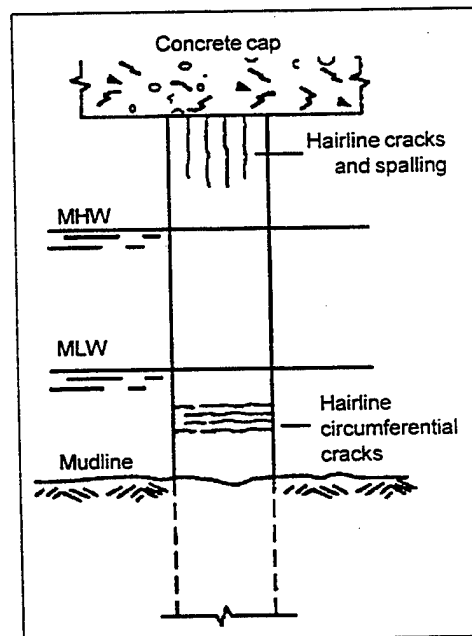 Concrete cap
Hairline cracks
and spalling
MHW
MLW
Hairline
circumferential
cracks
Mudline